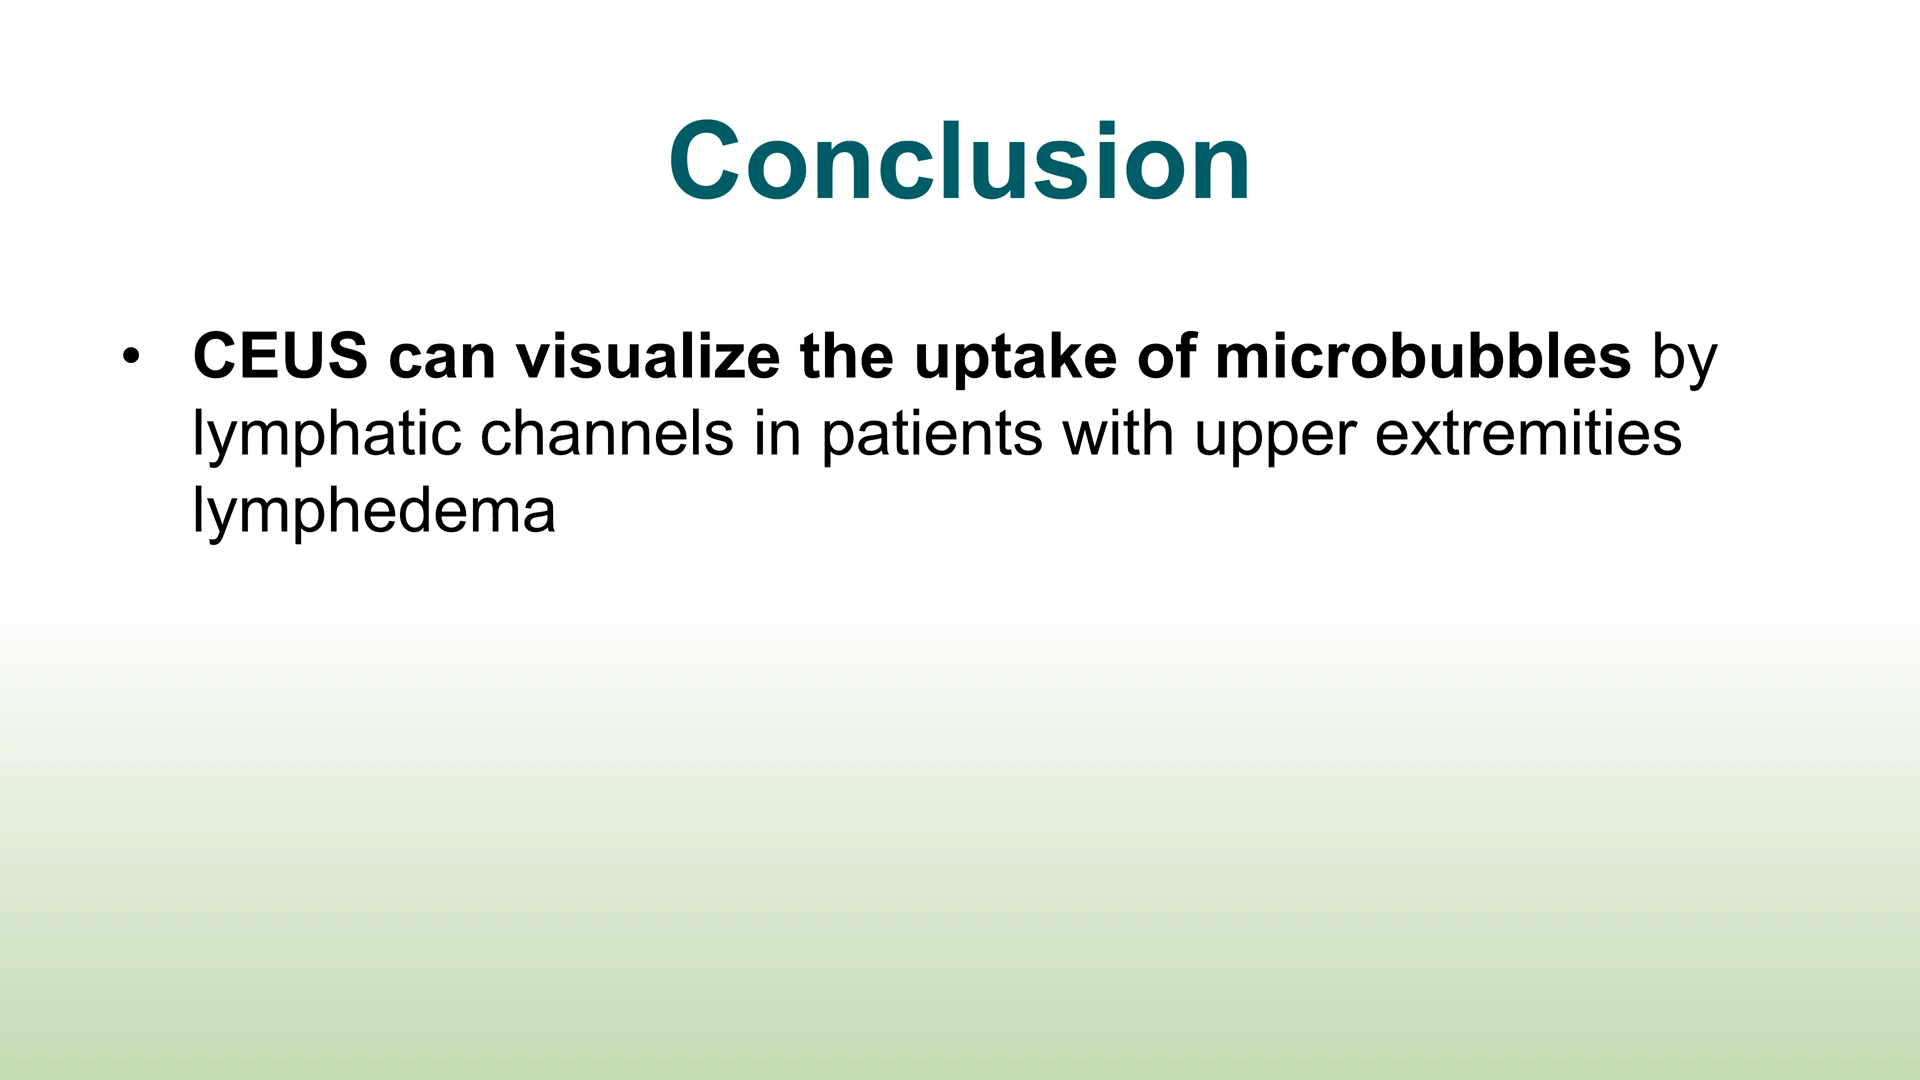 Conclusion
• CEUS can visualize the uptake of microbubbles by
lymphatic channels in patients with upper extremities
lymphedema